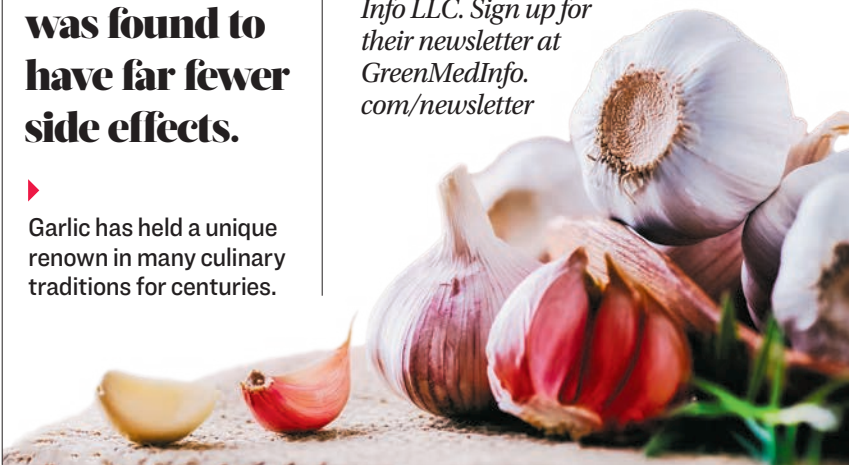 was found to
have far fewer
side effects.
Garlic has held a unique
renown in many culinary
traditions for centuries.
Info LLC. Sign up for
their newsletter at
GreenMedInfo.
com/newsletter